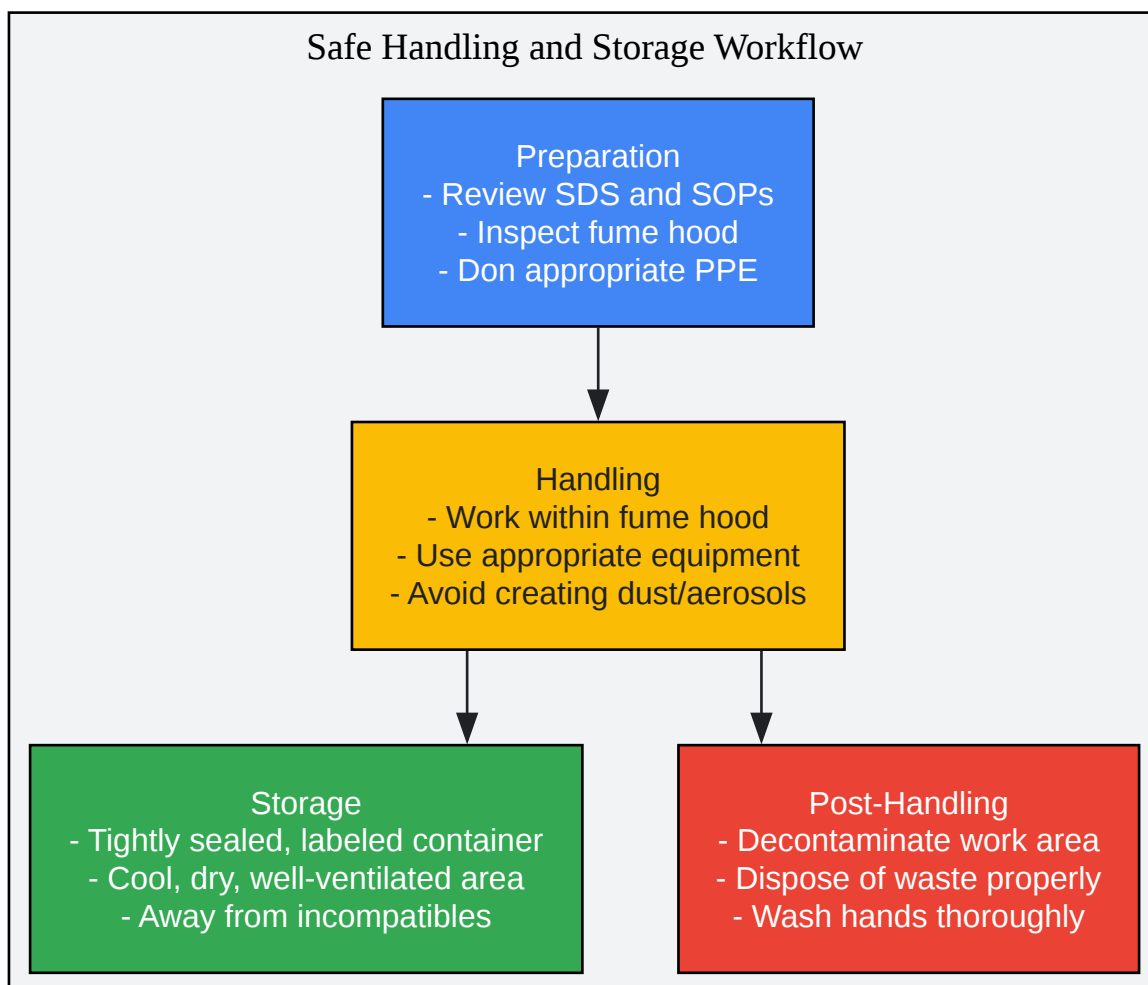 Safe Handling and Storage Workflow
Preparation
- Review SDS and SOPs
- Inspect fume hood
- Don appropriate PPE
Handling
- Work within fume hood
- Use appropriate equipment
- Avoid creating dust/aerosols
Storage
- Tightly sealed, labeled container
- Cool, dry, well-ventilated area
- Away from incompatibles
Post-Handling
- Decontaminate work area
- Dispose of waste properly
- Wash hands thoroughly